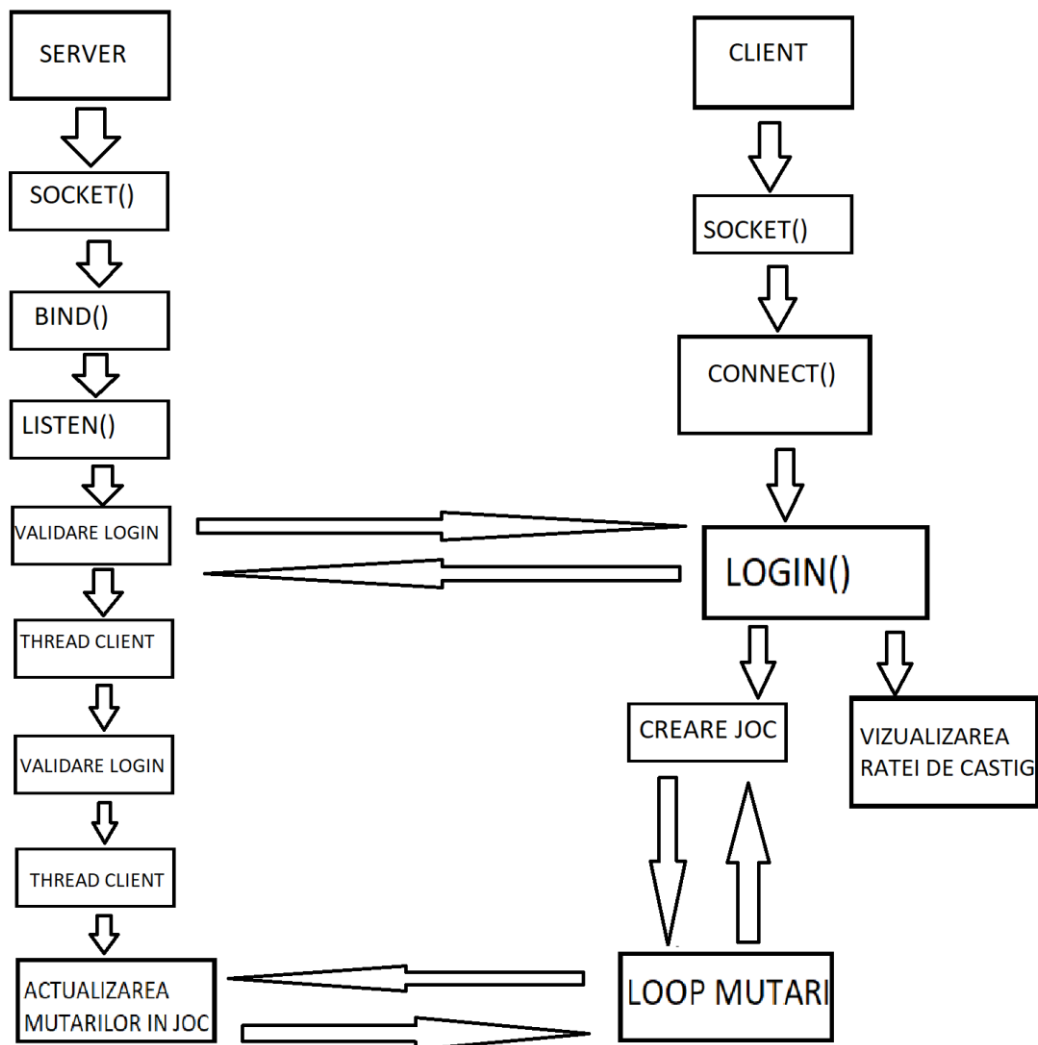 SERVER
SOCKET()
BIND()
LISTEN()
VALIDARE LOGIN
THREAD CLIENT
VALIDARE LOGIN
THREAD CLIENT
ACTUALIZAREA
MUTARILOR IN JOC
CLIENT
SOCKET()
CONNECT()
LOGIN()
CREARE JOC
VIZUALIZAREA
RATEI DE CASTIG
LOOP MUTARI